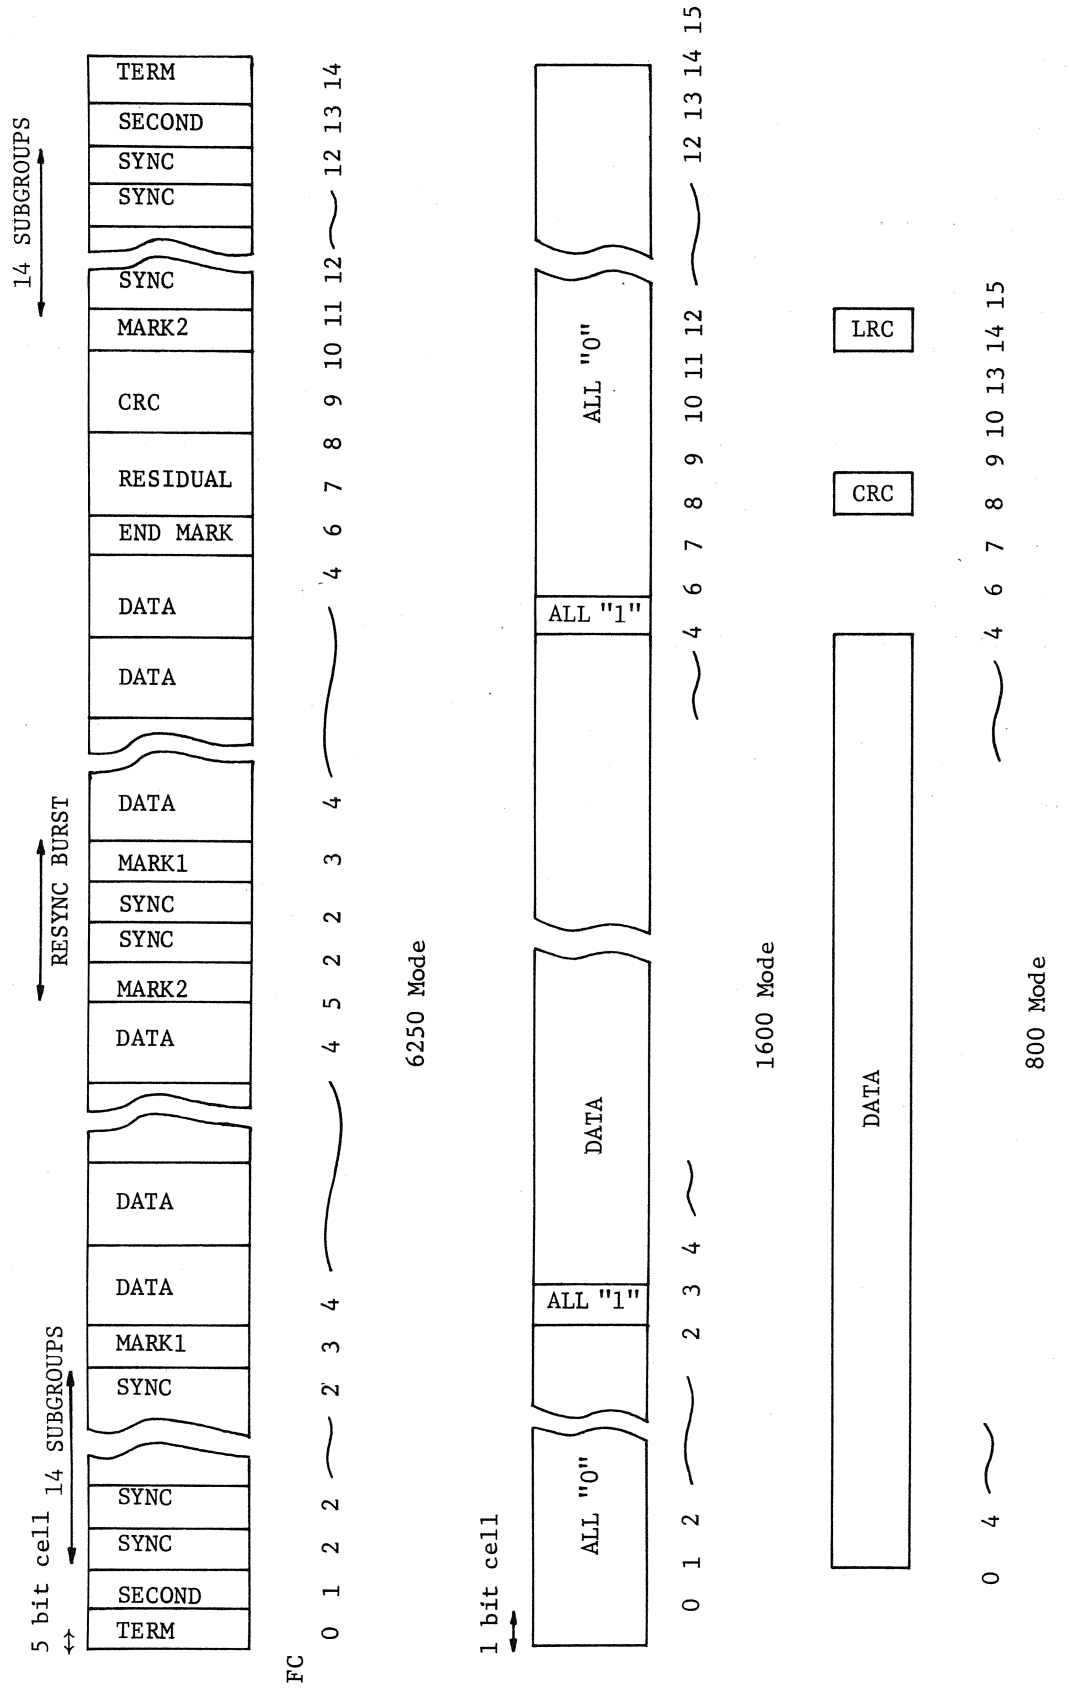 5 bit cell
14 SUBGROUPS
RESYNC BURST
14 SUBGROUPS
TERM
SECOND
SYNC
SYNC
SYNC
MARK1
DATA
DATA
DATA
MARK2
SYNC
SYNC
MARK1
DATA
DATA
DATA
END MARK
RESIDUAL
CRC
MARK2
SYNC
SYNC
SYNC
SECOND
TERM
FC 0 1 2 2 2 3 4 4 5 2 2 3 4 4 6 7 8 9 10 11 12 12 13 14
6250 Mode
1 bit cell
ALL "0"
ALL "1"
DATA
ALL "1"
ALL "0"
0 1 2 2 3 4 4 6 7 8 9 10 11 12 12 13 14 15
1600 Mode
DATA
CRC
LRC
0 4 4 6 7 8 9 10 13 14 15
800 Mode